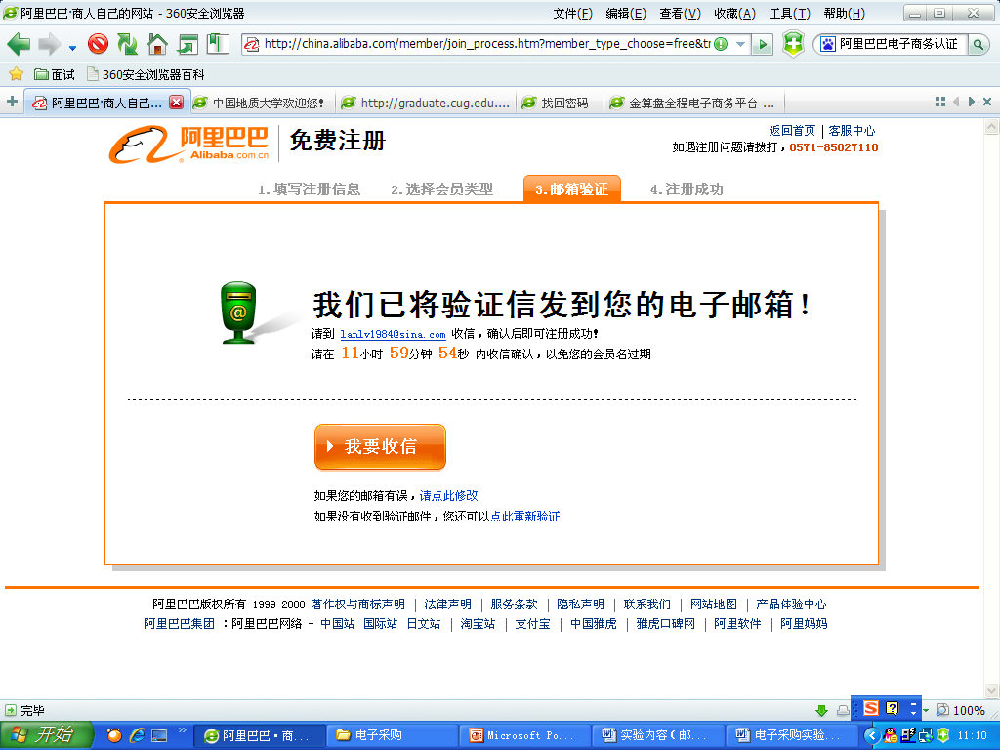 阿里巴巴·商人自己的网站 - 360安全浏览器
文件(F) 编辑(E) 查看(V) 收藏(A) 工具(T) 帮助(H)
http://china.alibaba.com/member/join_process.htm?member_type_choose=free&tr
阿里巴巴电子商务认证
面试 360安全浏览器百科
阿里巴巴·商人自己... 中国地质大学欢迎您! http://graduate.cug.edu.... 找回密码 金算盘全程电子商务平台-...
阿里巴巴 Alibaba.com.cn 免费注册
返回首页 | 客服中心
如遇注册问题请拨打，0571-85027110
1.填写注册信息 2.选择会员类型 3.邮箱验证 4.注册成功
我们已将验证信发到您的电子邮箱！
请到 lanlv1984@sina.com 收信，确认后即可注册成功！
请在 11小时 59分钟 54秒 内收信确认，以免您的会员名过期
我要收信
如果您的邮箱有误，请点此修改
如果没有收到验证邮件，您还可以点此重新验证
阿里巴巴版权所有 1999-2008 著作权与商标声明 | 法律声明 | 服务条款 | 隐私声明 | 联系我们 | 网站地图 | 产品体验中心
阿里巴巴集团 ：阿里巴巴网络 - 中国站 国际站 日文站 | 淘宝站 | 支付宝 | 中国雅虎 | 雅虎口碑网 | 阿里软件 | 阿里妈妈
完毕
100%
开始 阿里巴巴·商... 电子采购 Microsoft Po... 实验内容(邮... 电子采购实验... 11:10